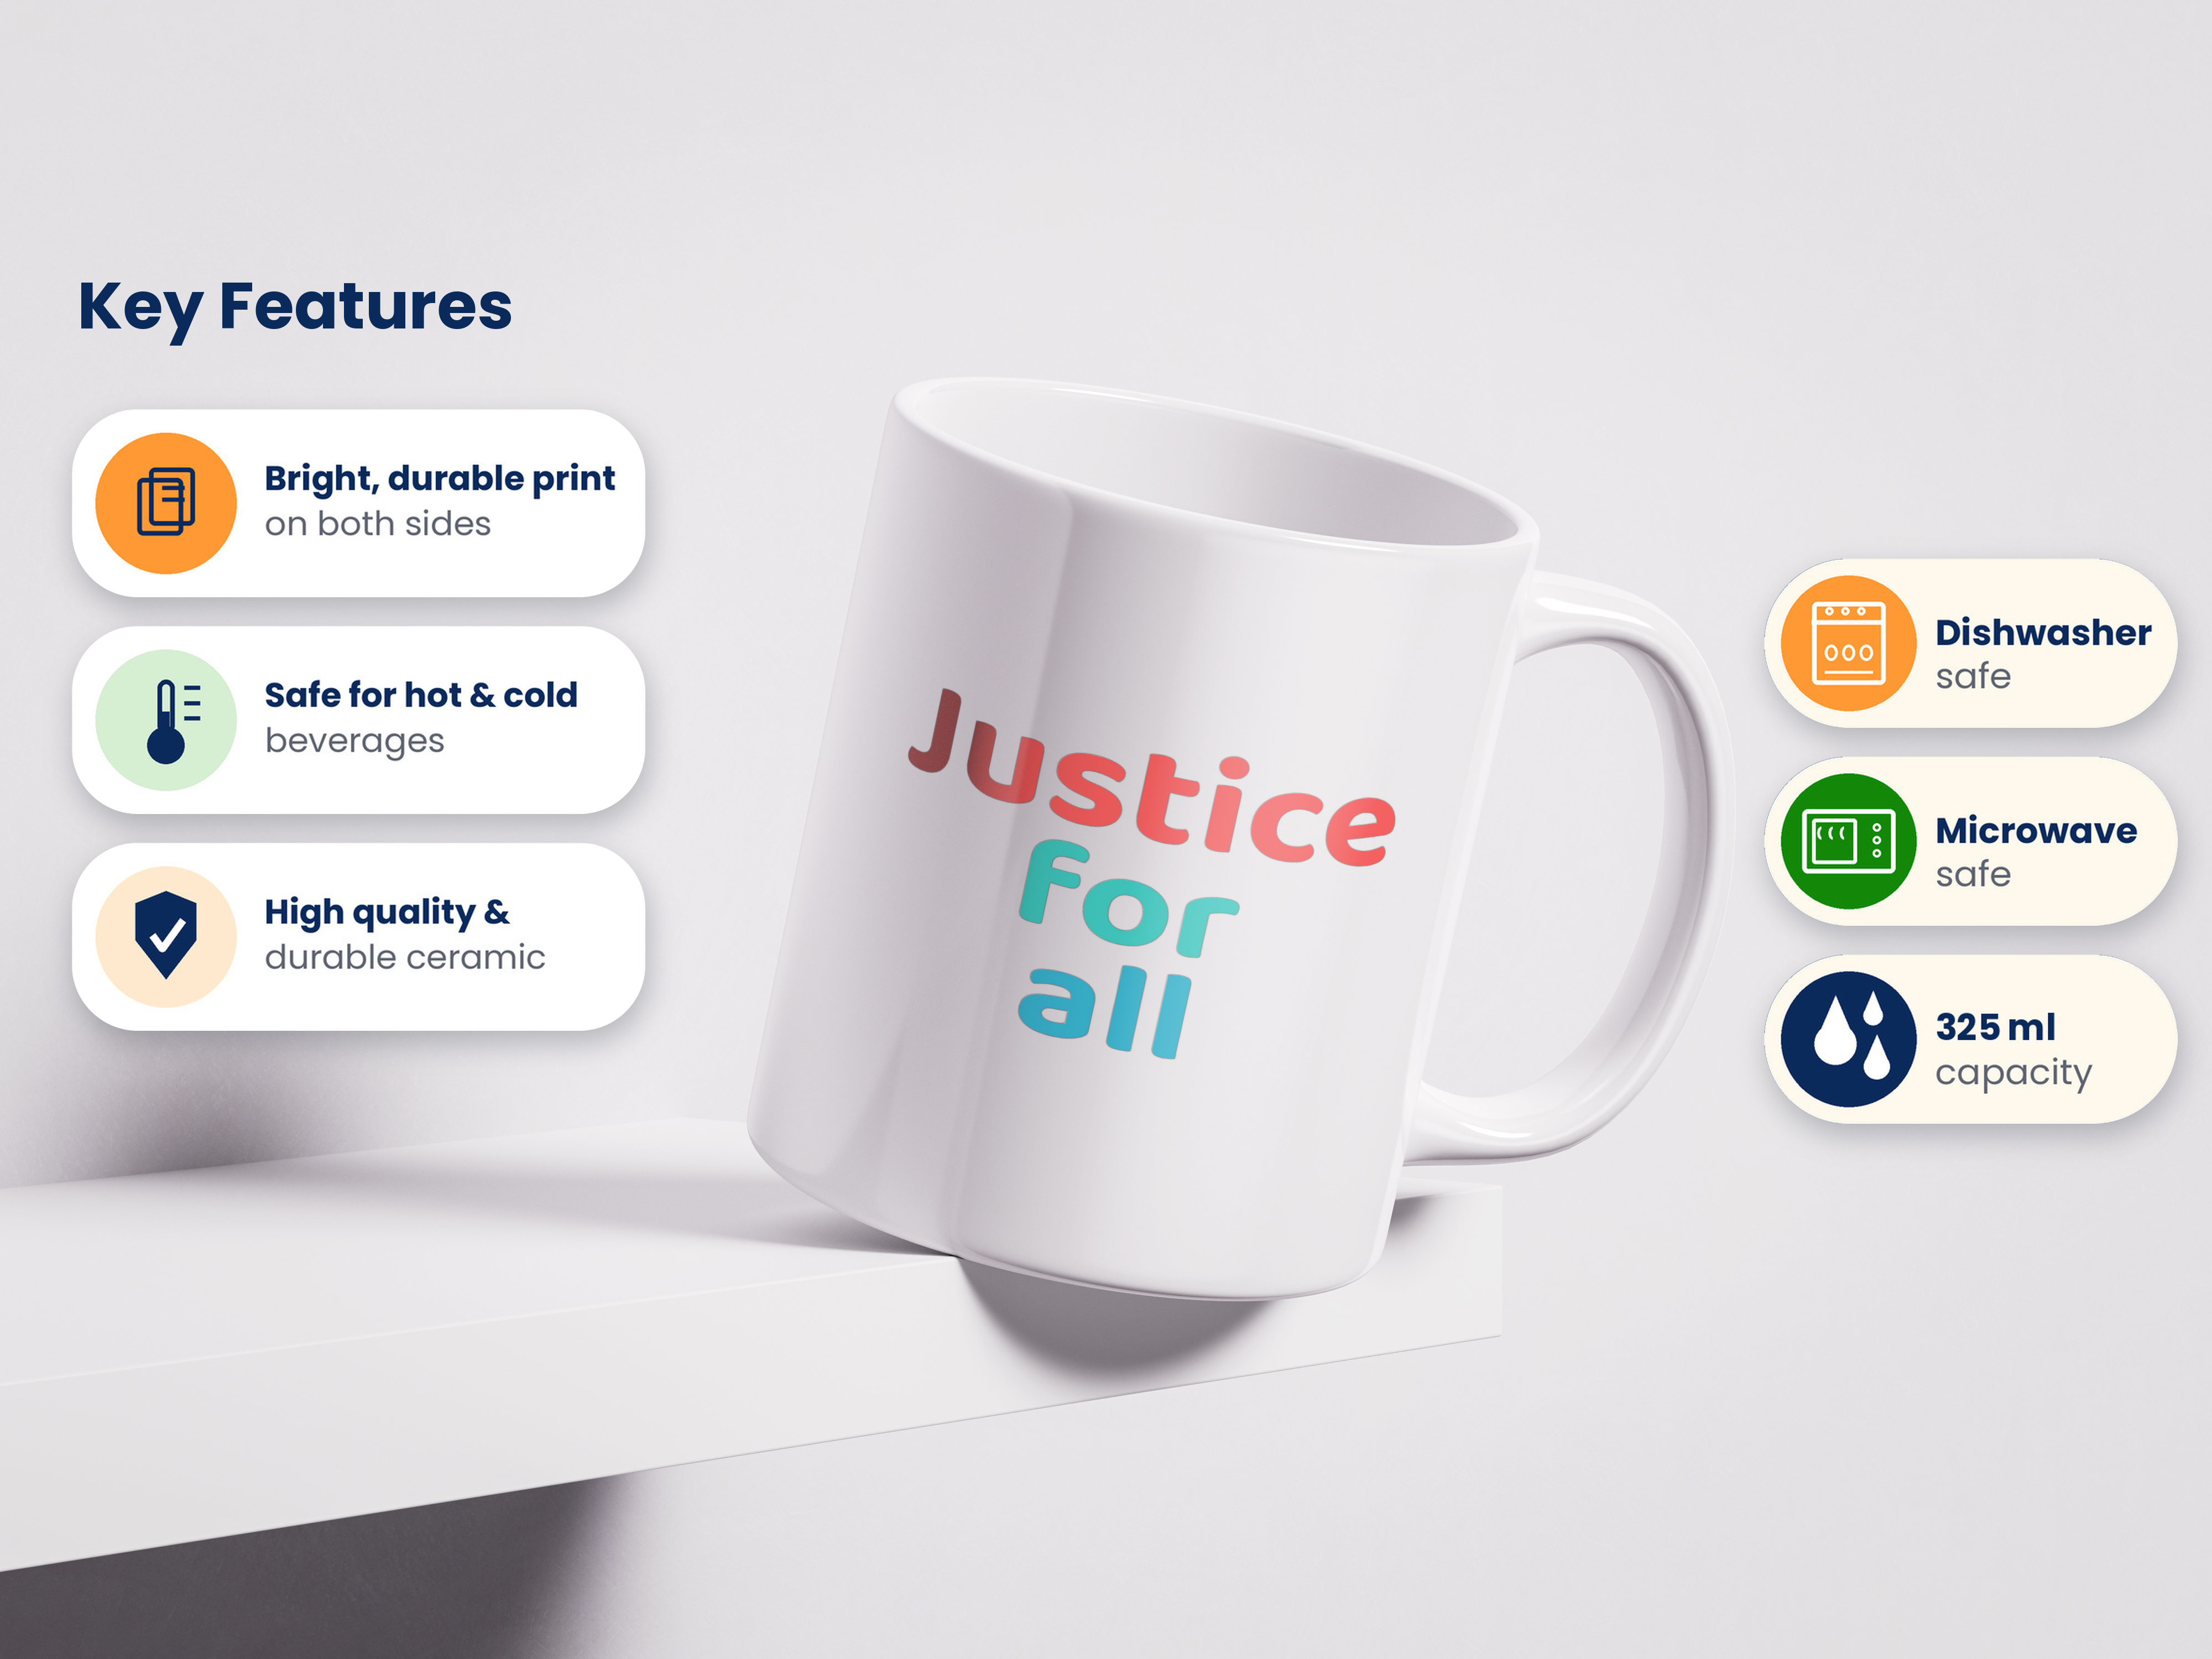 Key Features
Bright, durable print
on both sides
Safe for hot & cold
beverages
High quality &
durable ceramic
Justice
for
all
Dishwasher
safe
Microwave
safe
325 ml
capacity